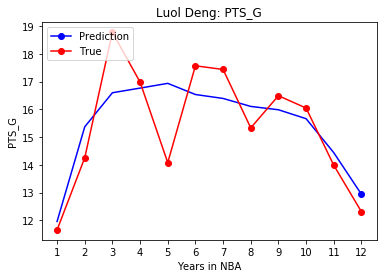 Luol Deng: PTS_G
Prediction
True
PTS_G
19
18
17
16
15
14
13
12
1 2 3 4 5 6 7 8 9 10 11 12
Years in NBA